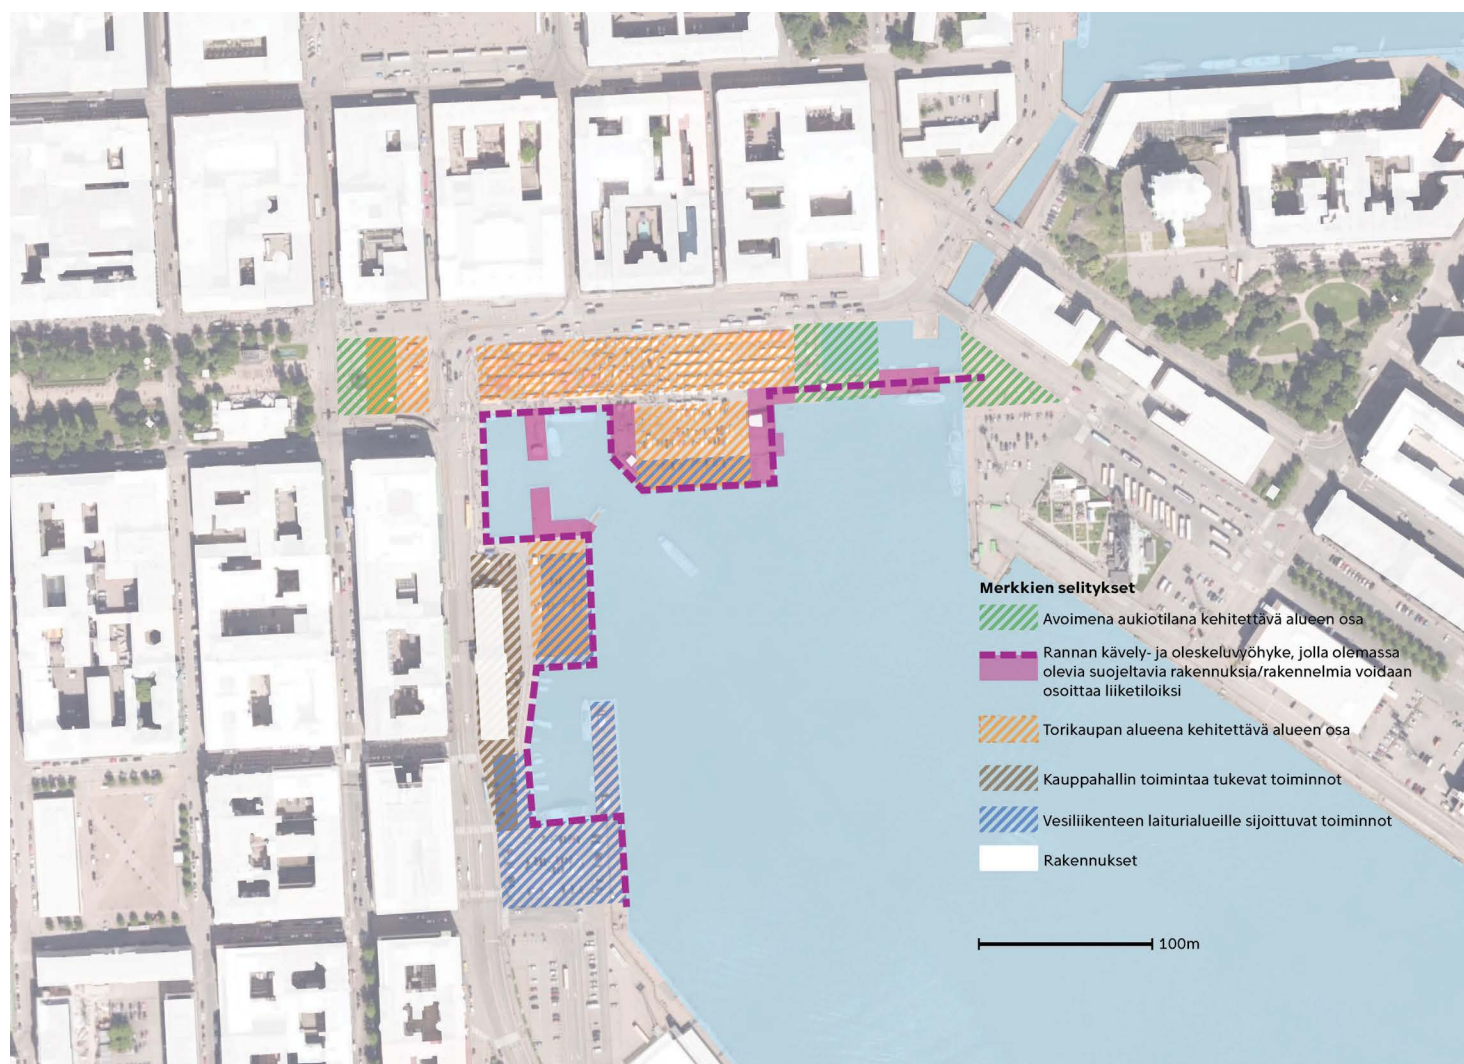 Merkkien selitykset
Avoimena aukiotilana kehitettävä alueen osa
Rannan kävely- ja oleskeluvyöhyke, jolla olemassa
olevia suojeltavia rakennuksia/rakennelmia voidaan
osoittaa liiketiloiksi
Torikaupan alueena kehitettävä alueen osa
Kauppahallin toimintaa tukevat toiminnot
Vesiliikenteen laiturialueille sijoittuvat toiminnot
Rakennukset
100m